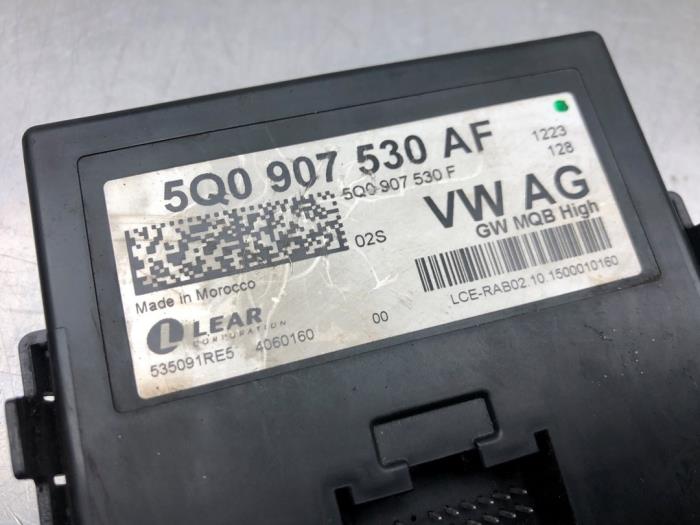 5Q0 907 530 AF
1223
5Q0 907 530 F
128
VW AG
02S
GW MQB High
Made in Morocco
LCE-RAB02.10.1500010160
LEAR
CORPORATION
00
535091RE5 4060160